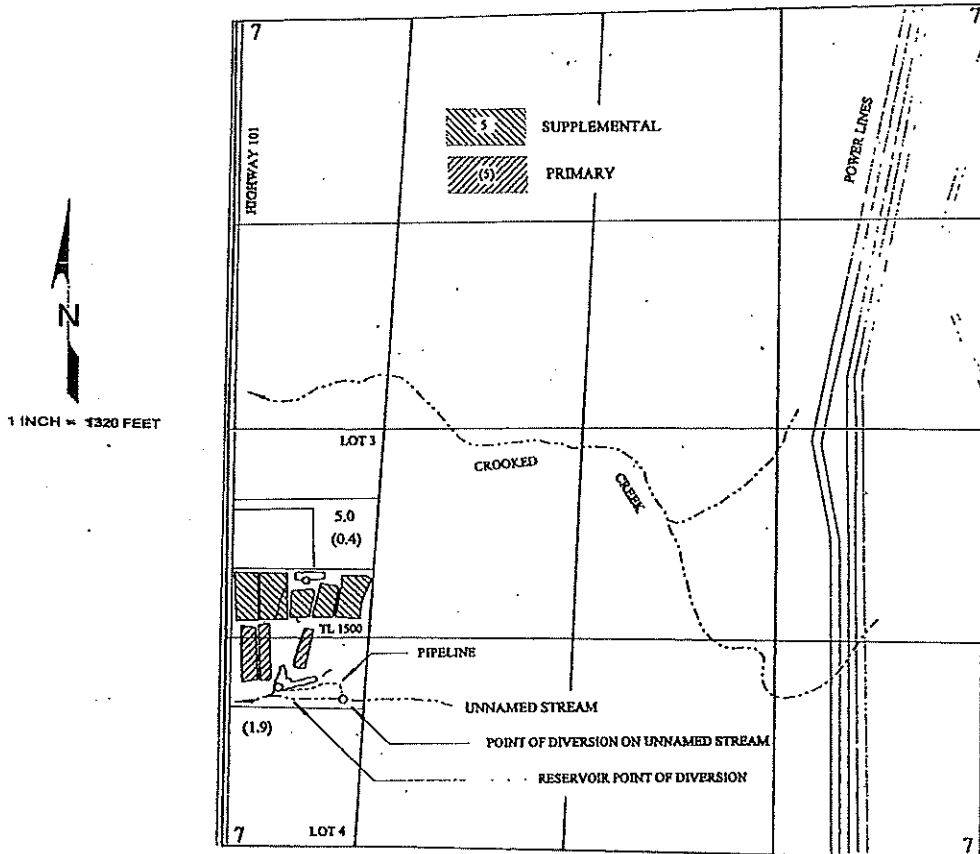 7
7
HIGHWAY 101
5
SUPPLEMENTAL
(5)
PRIMARY
POWER LINES
N
1 INCH = 1320 FEET
LOT 3
CROOKED
CREEK
5.0
(0.4)
TL 1500
PIPELINE
UNNAMED STREAM
(1.9)
POINT OF DIVERSION ON UNNAMED STREAM
RESERVOIR POINT OF DIVERSION
7
LOT 4
7